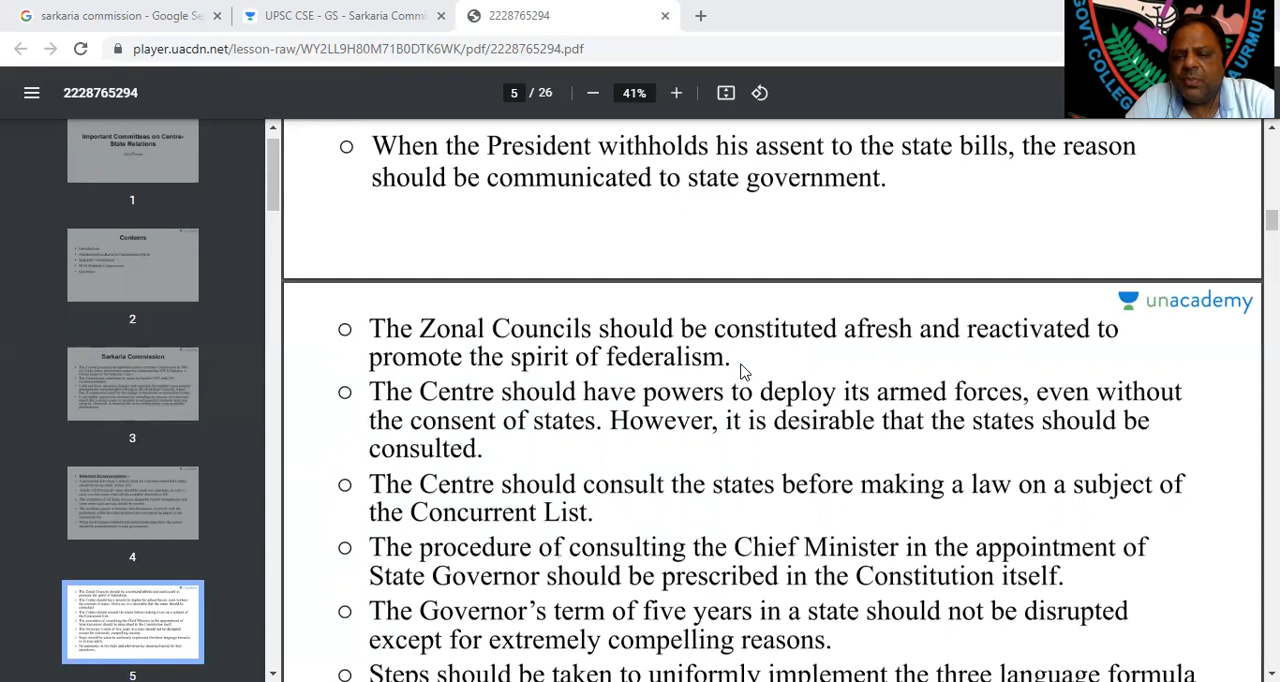 sarkaria commission - Google Se
UPSC CSE - GS - Sarkaria Commi
2228765294
player.uacdn.net/lesson-raw/WY2LL9H80M71B0DTK6WK/pdf/2228765294.pdf
GOVT. COLLEG
URMUR
2228765294
5 / 26
41%
Important Committees on Centre-
State Relations
1
Contents
2
Sarkaria Commission
3
4
5
○ When the President withholds his assent to the state bills, the reason
should be communicated to state government.
unacademy
○ The Zonal Councils should be constituted afresh and reactivated to
promote the spirit of federalism.
○ The Centre should have powers to deploy its armed forces, even without
the consent of states. However, it is desirable that the states should be
consulted.
○ The Centre should consult the states before making a law on a subject of
the Concurrent List.
○ The procedure of consulting the Chief Minister in the appointment of
State Governor should be prescribed in the Constitution itself.
○ The Governor's term of five years in a state should not be disrupted
except for extremely compelling reasons.
○ Steps should be taken to uniformly implement the three language formula